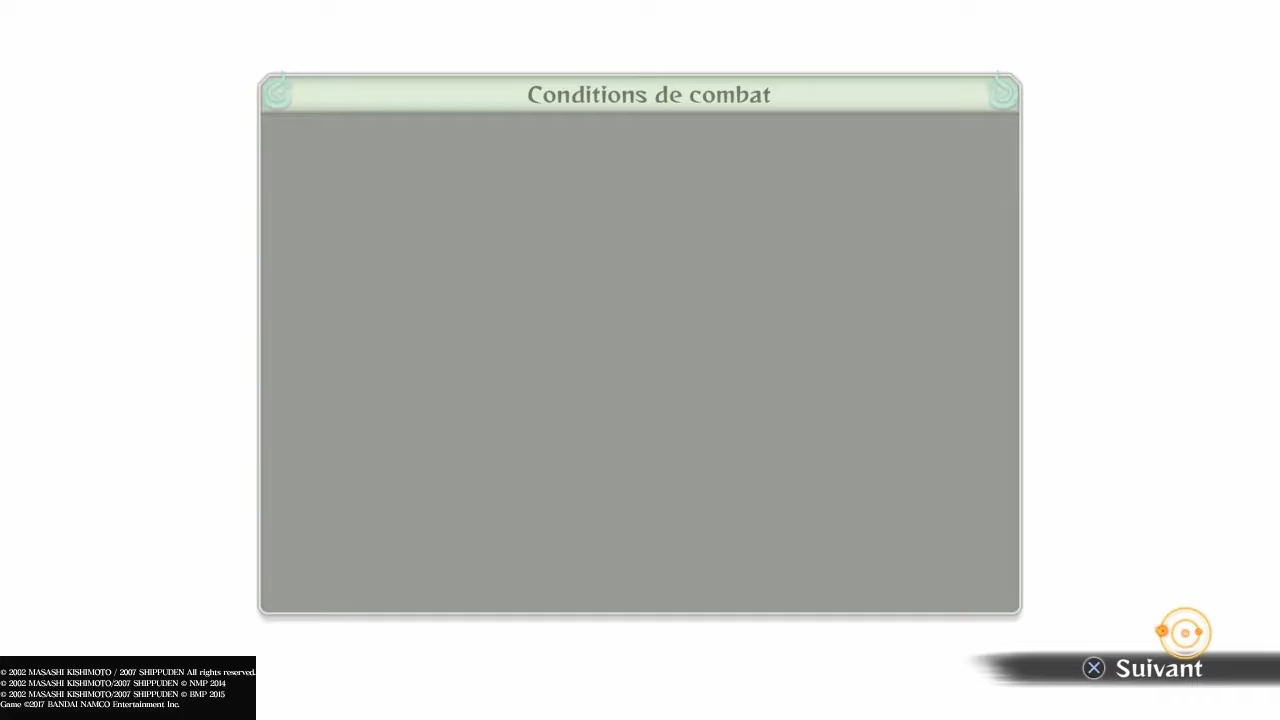 Conditions de combat
Suivant
© 2002 MASASHI KISHIMOTO / 2007 SHIPPUDEN All rights reserved.
© 2002 MASASHI KISHIMOTO/2007 SHIPPUDEN © NMP 2014
© 2002 MASASHI KISHIMOTO/2007 SHIPPUDEN © BMP 2015
Game ©2017 BANDAI NAMCO Entertainment Inc.